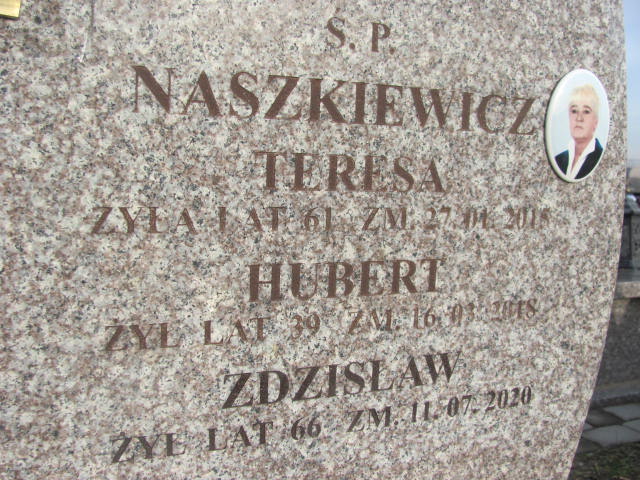 Ś. P.
NASZKIEWICZ
TERESA
ŻYŁA LAT 61 ZM. 27.01.2015
HUBERT
ŻYŁ LAT 39 ZM. 16.03.2018
ZDZISŁAW
ŻYŁ LAT 66 ZM. 11.07.2020